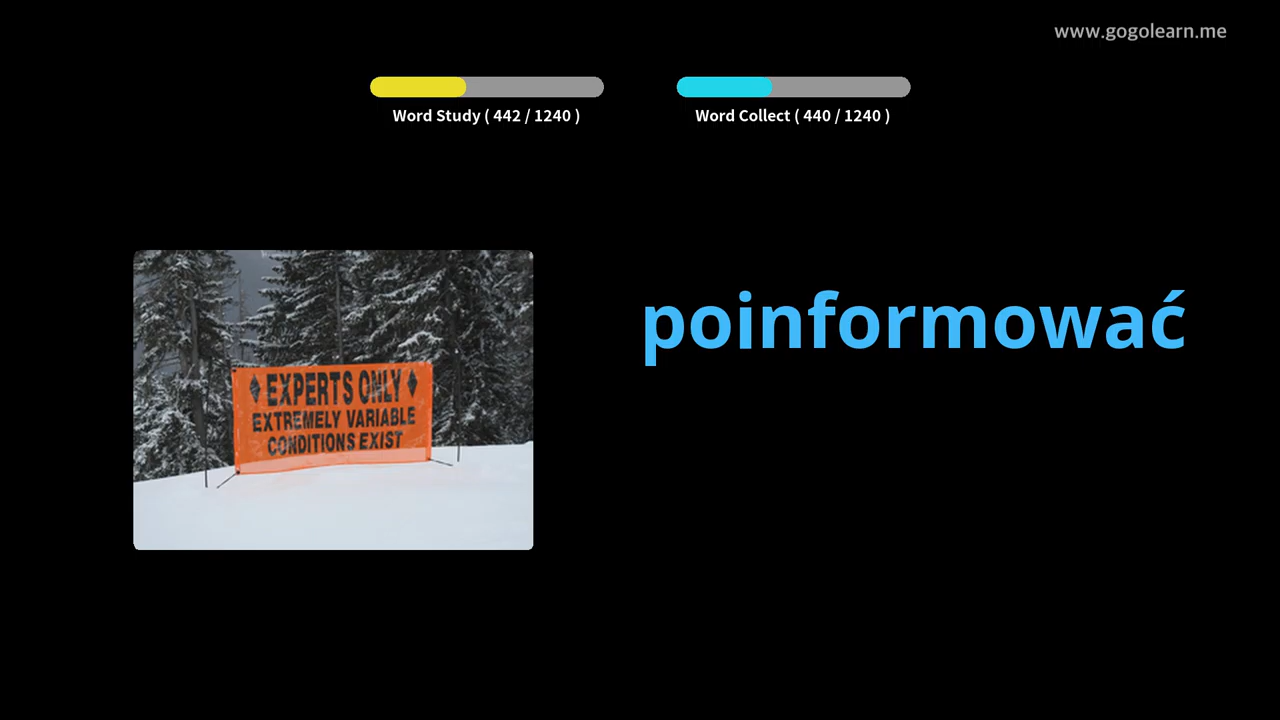 www.gogolearn.me
Word Study ( 442 / 1240 )
Word Collect ( 440 / 1240 )
poinformować
EXPERTS ONLY
EXTREMELY VARIABLE
CONDITIONS EXIST